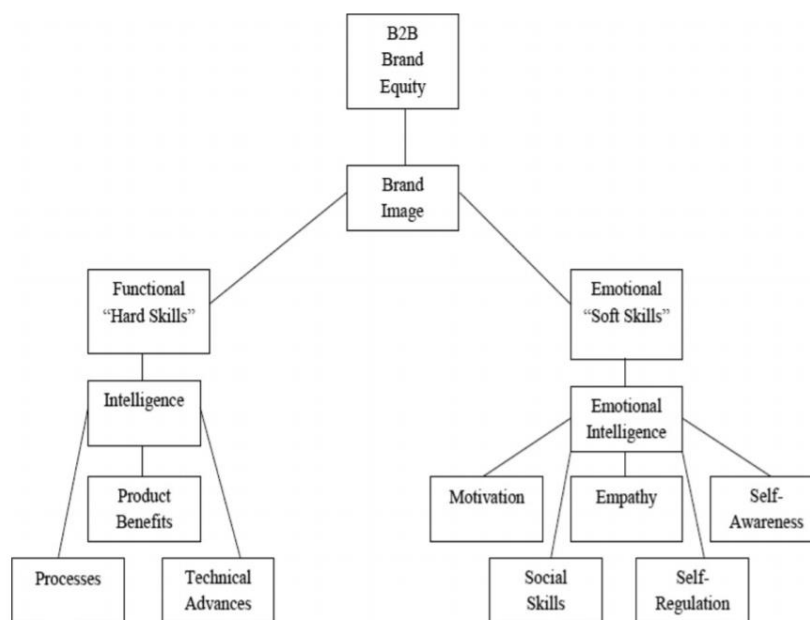 B2B
Brand
Equity
Brand
Image
Functional
“Hard Skills”
Emotional
“Soft Skills”
Intelligence
Emotional
Intelligence
Product
Benefits
Motivation
Empathy
Self-
Awareness
Processes
Technical
Advances
Social
Skills
Self-
Regulation